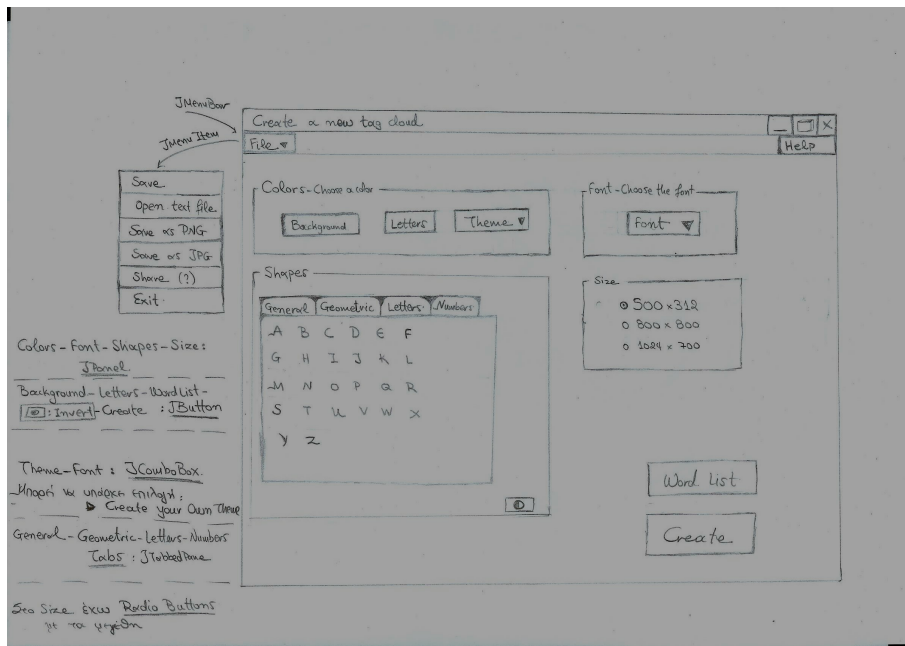 JMenuBar
Create a new tag cloud
JMenuItem
File
Help
Save
Open text file
Save as PNG
Save as JPG
Share (?)
Exit
Colors-Choose a color
Background
Letters
Theme
Font-Choose the font
Font
Shapes
General Geometric Letters Numbers
A B C D E F
G H I J K L
M N O P Q R
S T U V W X
Y Z
Size
500×312
800×800
1024×700
Word List
Create
Colors-Font-Shapes-Size:
JPanel
Background-Letters-WordList-
: Invert-Create : JButton
Theme-Font : JComboBox.
Μπορεί να υπάρχει επιλογή:
Create your Own Theme
General-Geometric-Letters-Numbers
Tabs : JTabbedPane
Στο Size έχω Radio Buttons
με τα μεγέθη